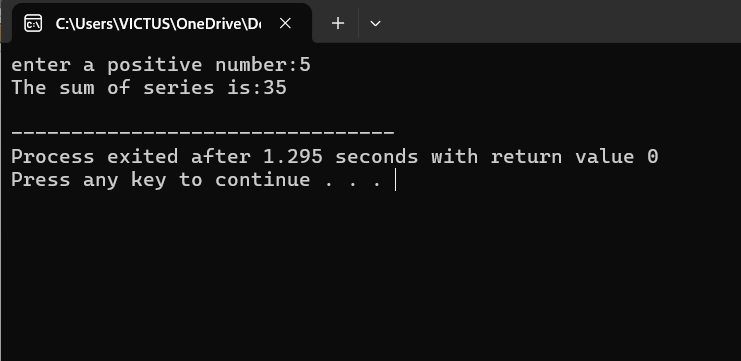 C:\Users\VICTUS\OneDrive\De
enter a positive number:5
The sum of series is:35
--------------------------------
Process exited after 1.295 seconds with return value 0
Press any key to continue . . .